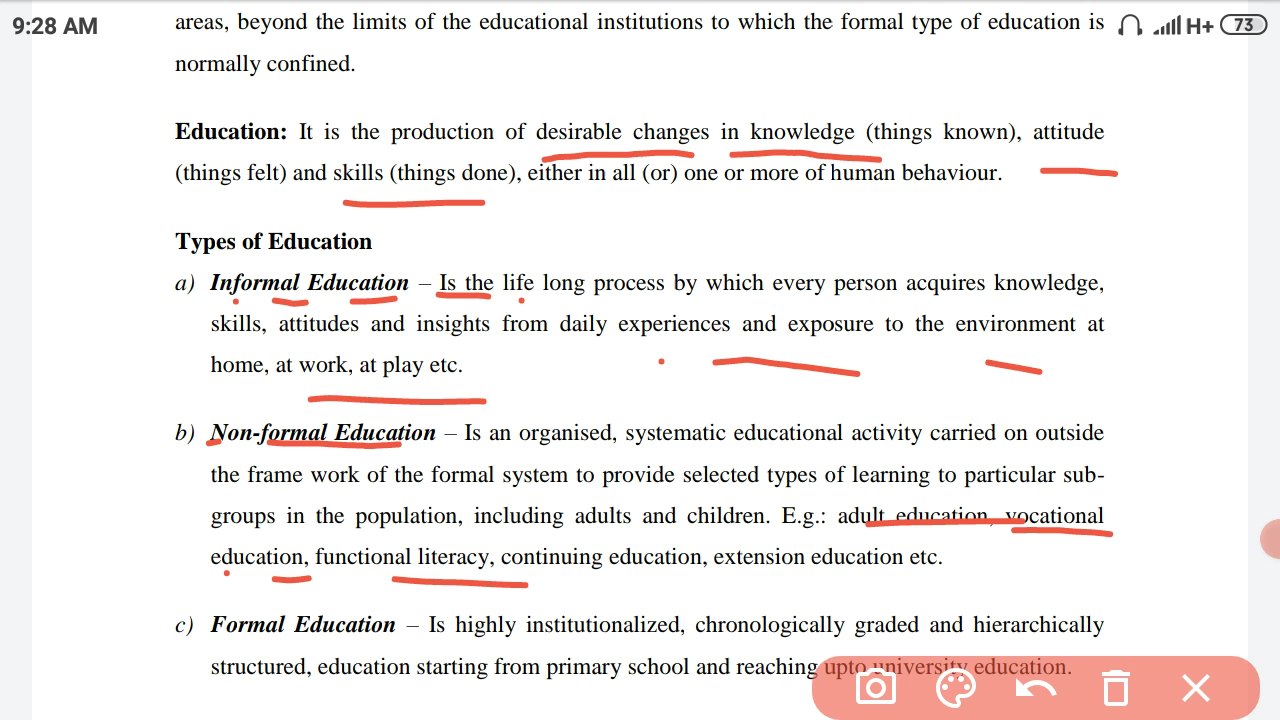 9:28 AM
H+ 73
areas, beyond the limits of the educational institutions to which the formal type of education is
normally confined.
Education: It is the production of desirable changes in knowledge (things known), attitude
(things felt) and skills (things done), either in all (or) one or more of human behaviour.
Types of Education
a) Informal Education – Is the life long process by which every person acquires knowledge,
skills, attitudes and insights from daily experiences and exposure to the environment at
home, at work, at play etc.
b) Non-formal Education – Is an organised, systematic educational activity carried on outside
the frame work of the formal system to provide selected types of learning to particular sub-
groups in the population, including adults and children. E.g.: adult education, vocational
education, functional literacy, continuing education, extension education etc.
c) Formal Education – Is highly institutionalized, chronologically graded and hierarchically
structured, education starting from primary school and reaching upto university education.